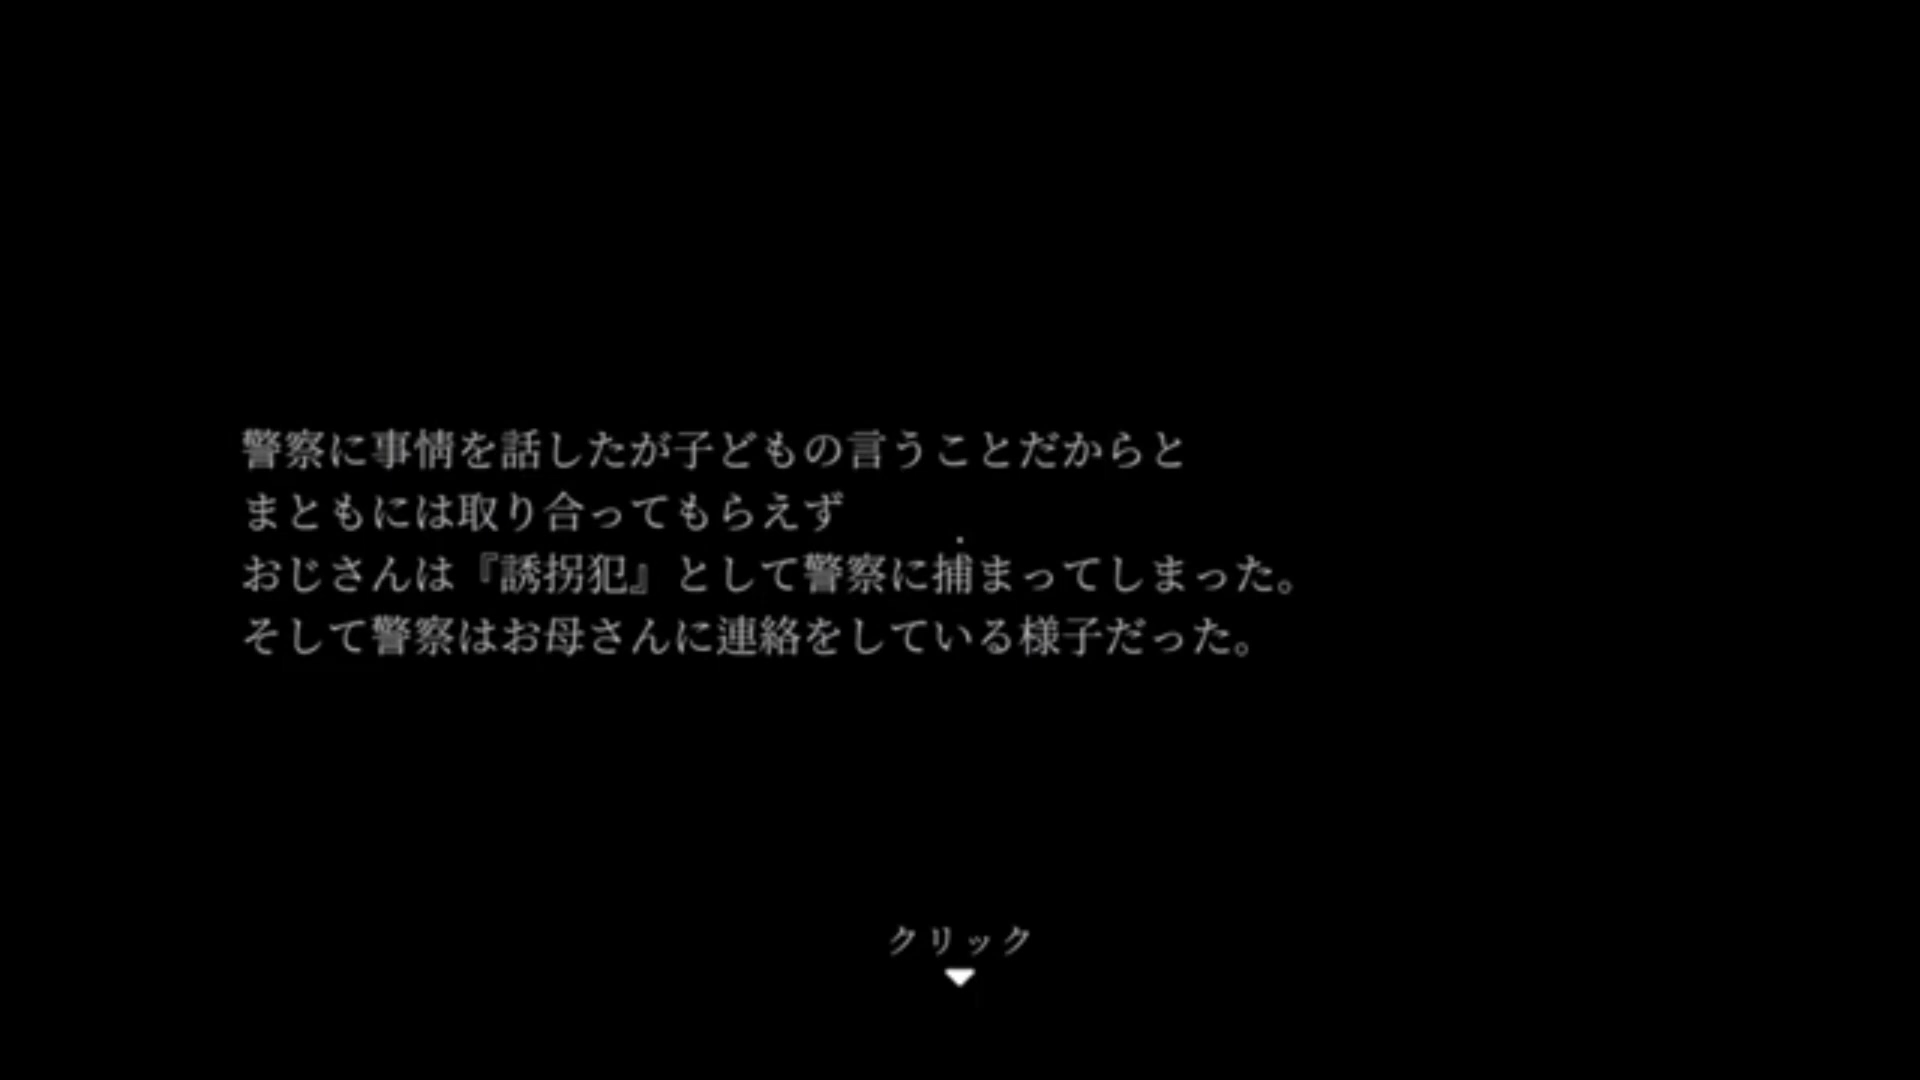 警察に事情を話したが子どもの言うことだからと
まともには取り合ってもらえず
おじさんは『誘拐犯』として警察に捕まってしまった。
そして警察はお母さんに連絡をしている様子だった。
クリック